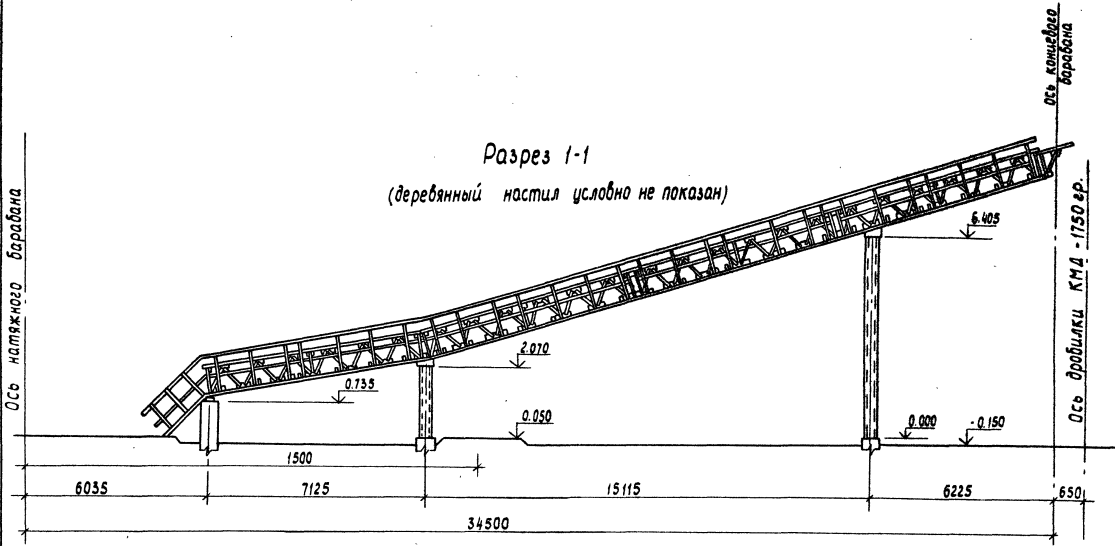 Разрез 1-1
(деревянный настил условно не показан)
Ось натяжного барабана
Ось концевого
барабана
Ось дробилки КМД-1750гр.
6.405
2.070
0.735
0.050
0.000
-0.150
1500
6035
7125
15115
6225
650
34500